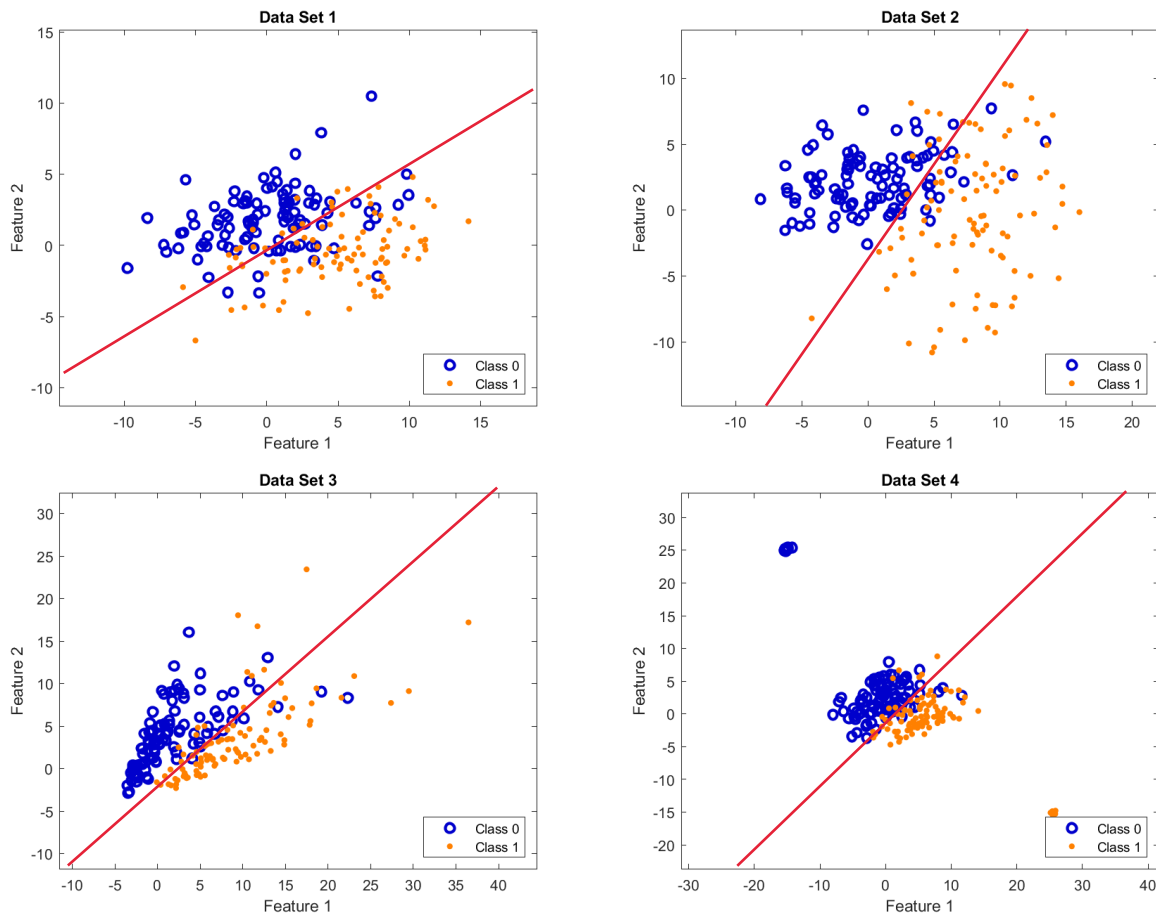 Data Set 1
15
10
5
0
-5
-10
Feature 2
-10 -5 0 5 10 15
Feature 1
Class 0
Class 1
Data Set 2
10
5
0
-5
-10
Feature 2
-10 -5 0 5 10 15 20
Feature 1
Class 0
Class 1
Data Set 3
30
25
20
15
10
5
0
-5
-10
Feature 2
-10 -5 0 5 10 15 20 25 30 35 40
Feature 1
Class 0
Class 1
Data Set 4
30
25
20
15
10
5
0
-5
-10
-15
-20
Feature 2
-30 -20 -10 0 10 20 30 40
Feature 1
Class 0
Class 1